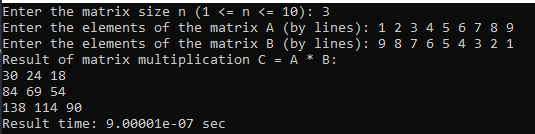 Enter the matrix size n (1 <= n <= 10): 3
Enter the elements of the matrix A (by lines): 1 2 3 4 5 6 7 8 9
Enter the elements of the matrix B (by lines): 9 8 7 6 5 4 3 2 1
Result of matrix multiplication C = A * B:
30 24 18
84 69 54
138 114 90
Result time: 9.00001e-07 sec